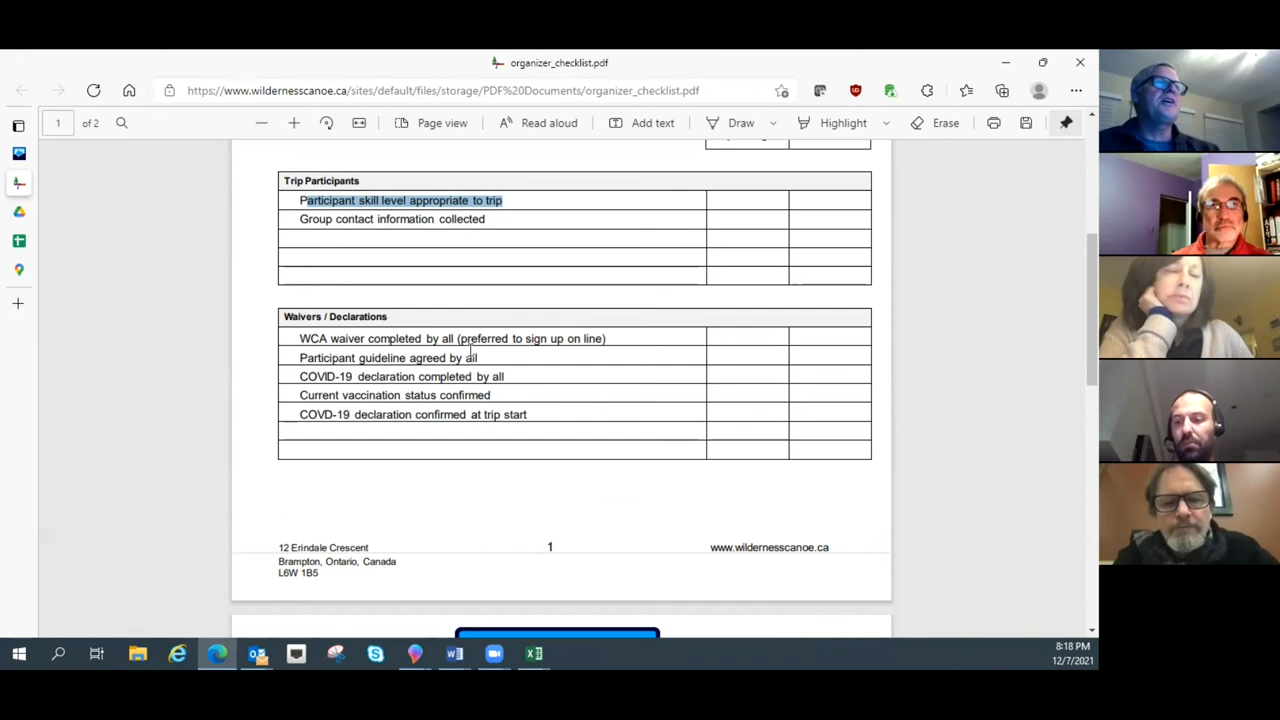 organizer_checklist.pdf
https://www.wildernesscanoe.ca/sites/default/files/storage/PDF%20Documents/organizer_checklist.pdf
1 of 2
Page view
Read aloud
Add text
Draw
Highlight
Erase
Trip Participants
Participant skill level appropriate to trip
Group contact information collected
Waivers / Declarations
WCA waiver completed by all (preferred to sign up on line)
Participant guideline agreed by all
COVID-19 declaration completed by all
Current vaccination status confirmed
COVD-19 declaration confirmed at trip start
12 Erindale Crescent
Brampton, Ontario, Canada
L6W 1B5
1
www.wildernesscanoe.ca
8:18 PM
12/7/2021